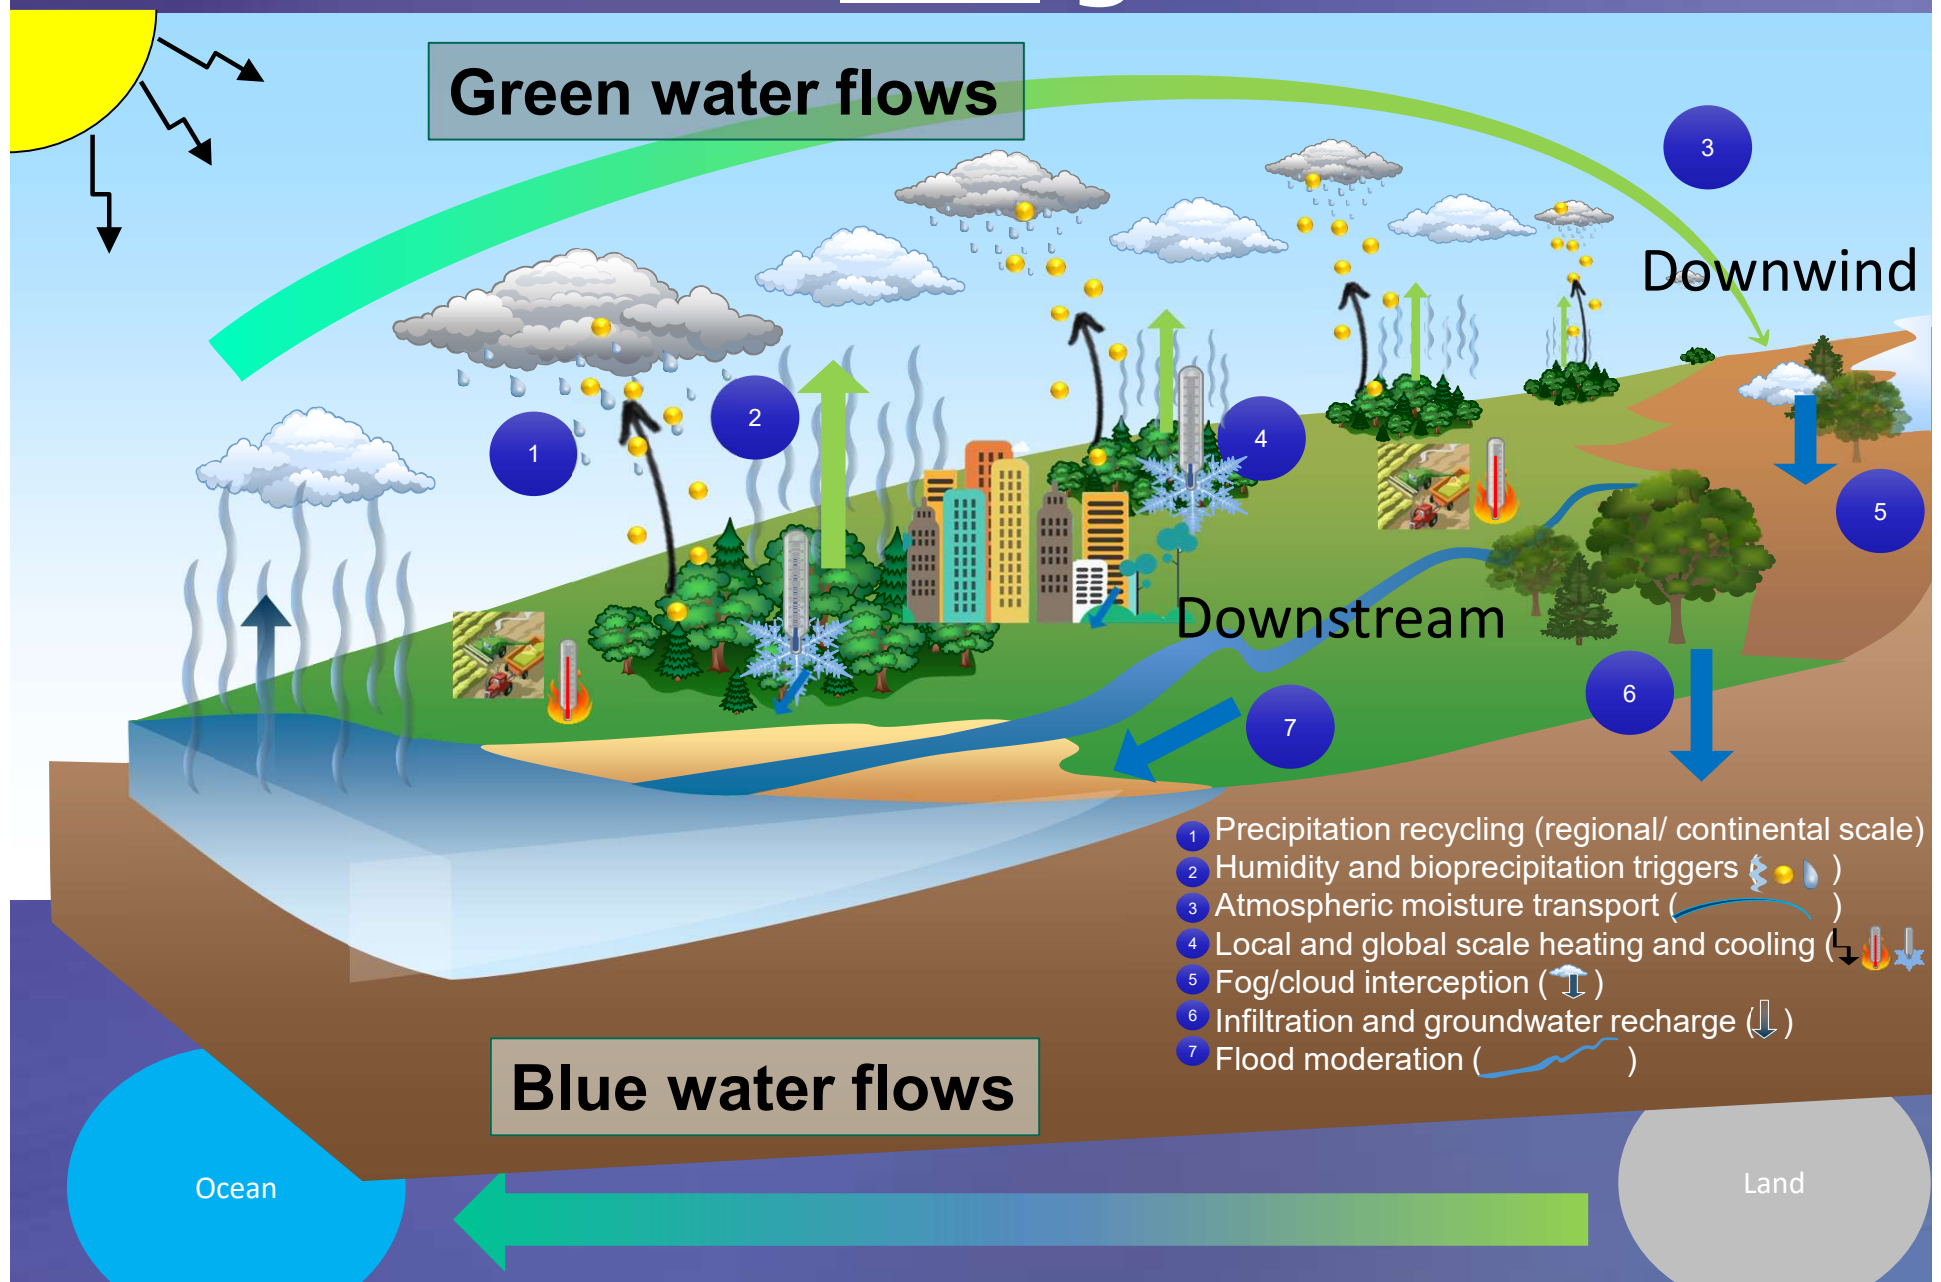 Green water flows
3
Downwind
1
2
4
5
Downstream
6
7
1 Precipitation recycling (regional/ continental scale)
2 Humidity and bioprecipitation triggers ( )
3 Atmospheric moisture transport ( )
4 Local and global scale heating and cooling (
5 Fog/cloud interception ( )
6 Infiltration and groundwater recharge ( )
7 Flood moderation ( )
Blue water flows
Ocean
Land